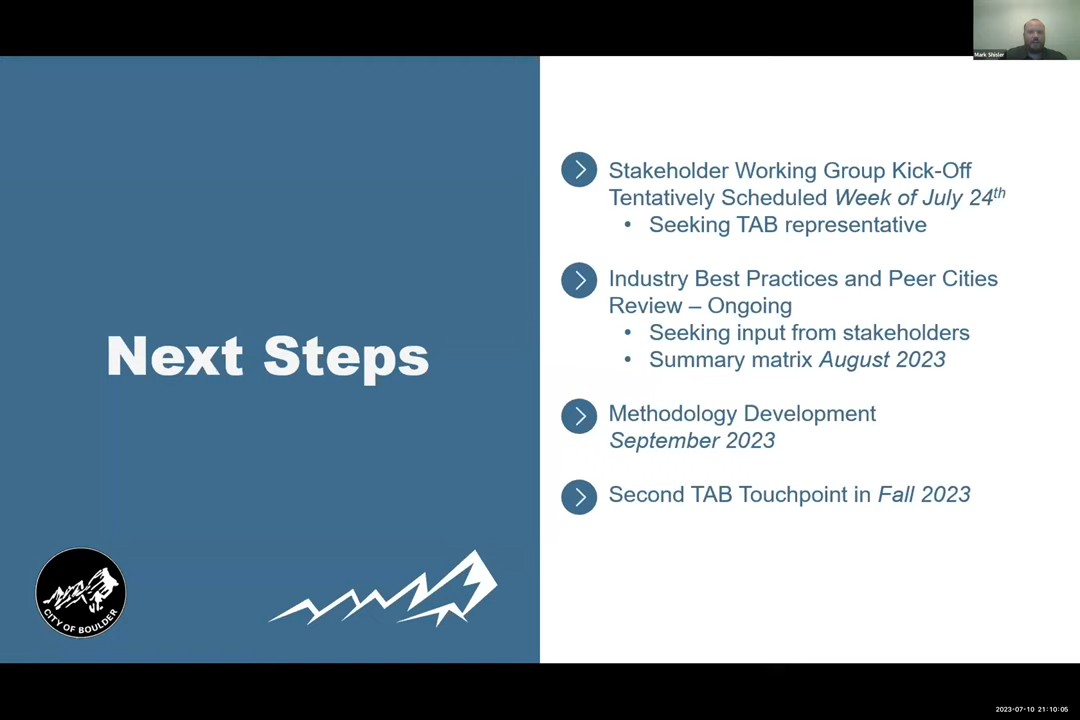 Mark Shisler
Stakeholder Working Group Kick-Off
Tentatively Scheduled Week of July 24th
• Seeking TAB representative
Industry Best Practices and Peer Cities
Review – Ongoing
• Seeking input from stakeholders
• Summary matrix August 2023
Next Steps
Methodology Development
September 2023
Second TAB Touchpoint in Fall 2023
CITY OF BOULDER
2023-07-10 21:10:05